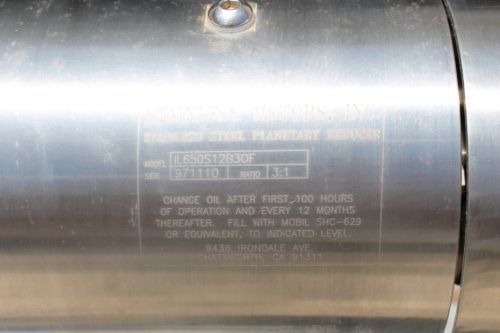 STAINLESS MOTORS, INC
STAINLESS STEEL PLANETARY REDUCER
MODEL IL650S12B30F
SER. 971110 RATIO 3:1
CHANGE OIL AFTER FIRST 100 HOURS
OF OPERATION AND EVERY 12 MONTHS
THEREAFTER. FILL WITH MOBIL SHC-629
OR EQUIVALENT, TO INDICATED LEVEL.
9436 IRONDALE AVE.
CHATSWORTH, CA 91311